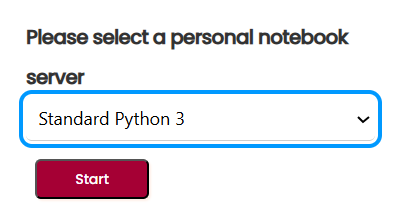 Please select a personal notebook
server
Standard Python 3
Start